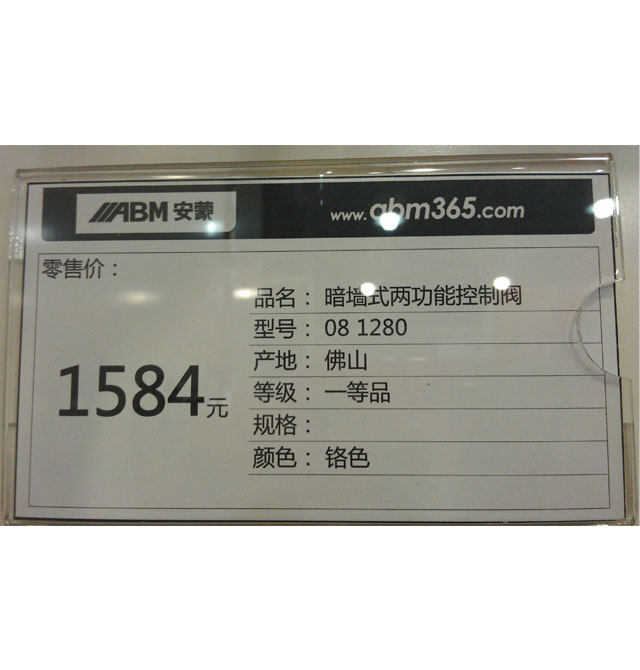 ABM 安蒙
www.abm365.com
零售价：
1584元
品名：暗墙式两功能控制阀
型号：08 1280
产地：佛山
等级：一等品
规格：
颜色：铬色